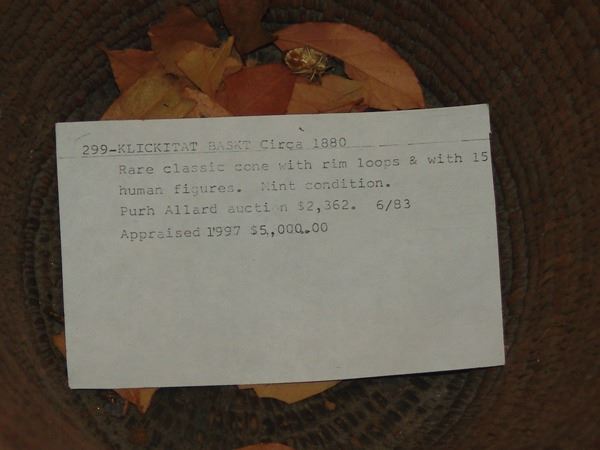 299-KLICKITAT BASKT Circa 1880
Rare classic cone with rim loops & with 15
human figures. Mint condition.
Purh Allard auction $2,362. 6/83
Appraised 1997 $5,000.00